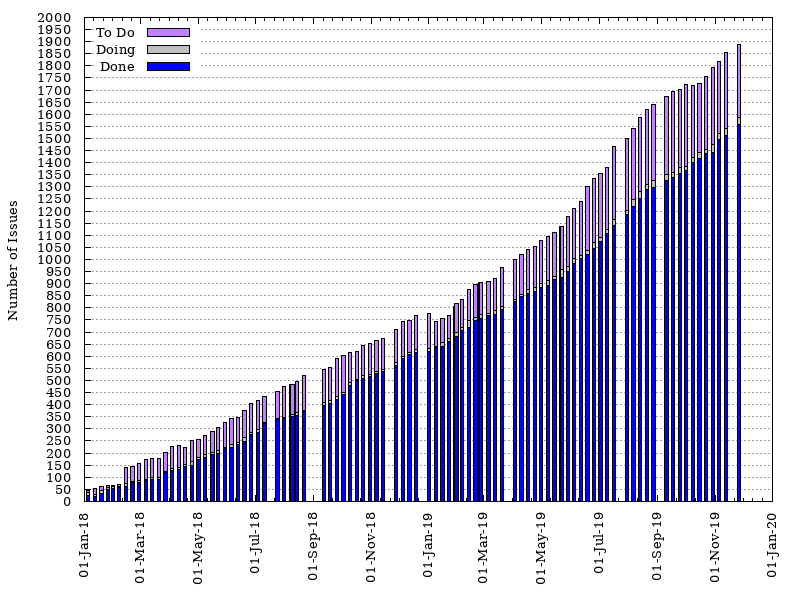 2000
1950
1900
1850
1800
1750
1700
1650
1600
1550
1500
1450
1400
1350
1300
1250
1200
1150
1100
1050
1000
950
900
850
800
750
700
650
600
550
500
450
400
350
300
250
200
150
100
50
0
Number of Issues
To Do
Doing
Done
01-Jan-18
01-Mar-18
01-May-18
01-Jul-18
01-Sep-18
01-Nov-18
01-Jan-19
01-Mar-19
01-May-19
01-Jul-19
01-Sep-19
01-Nov-19
01-Jan-20